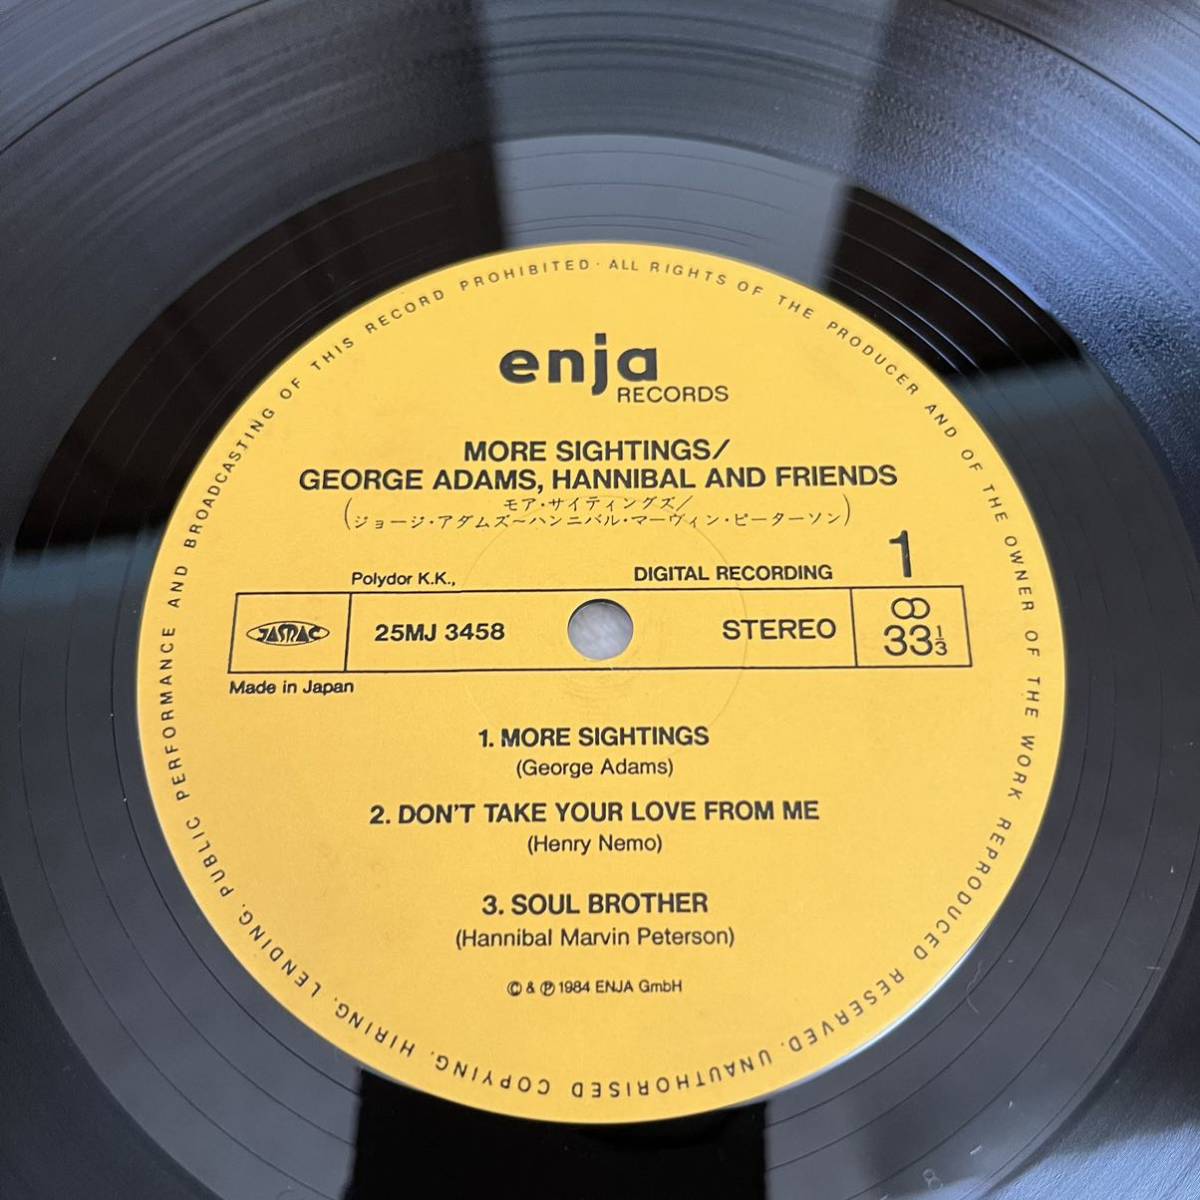 enja
RECORDS
MORE SIGHTINGS/
GEORGE ADAMS, HANNIBAL AND FRIENDS
モア・サイティングズ/
(ジョージ・アダムズ~ハンニバル・マーヴィン・ピーターソン)
1
Polydor K.K.,
DIGITAL RECORDING
JASRAC
25MJ 3458
STEREO
33 1/3
Made in Japan
1. MORE SIGHTINGS
(George Adams)
2. DON'T TAKE YOUR LOVE FROM ME
(Henry Nemo)
3. SOUL BROTHER
(Hannibal Marvin Peterson)
© & ℗ 1984 ENJA GmbH
ALL RIGHTS OF THE PRODUCER AND OF THE OWNER OF THE WORK REPRODUCED RESERVED. UNAUTHORISED COPYING, HIRING, LENDING, PUBLIC PERFORMANCE AND BROADCASTING OF THIS RECORD PROHIBITED ·